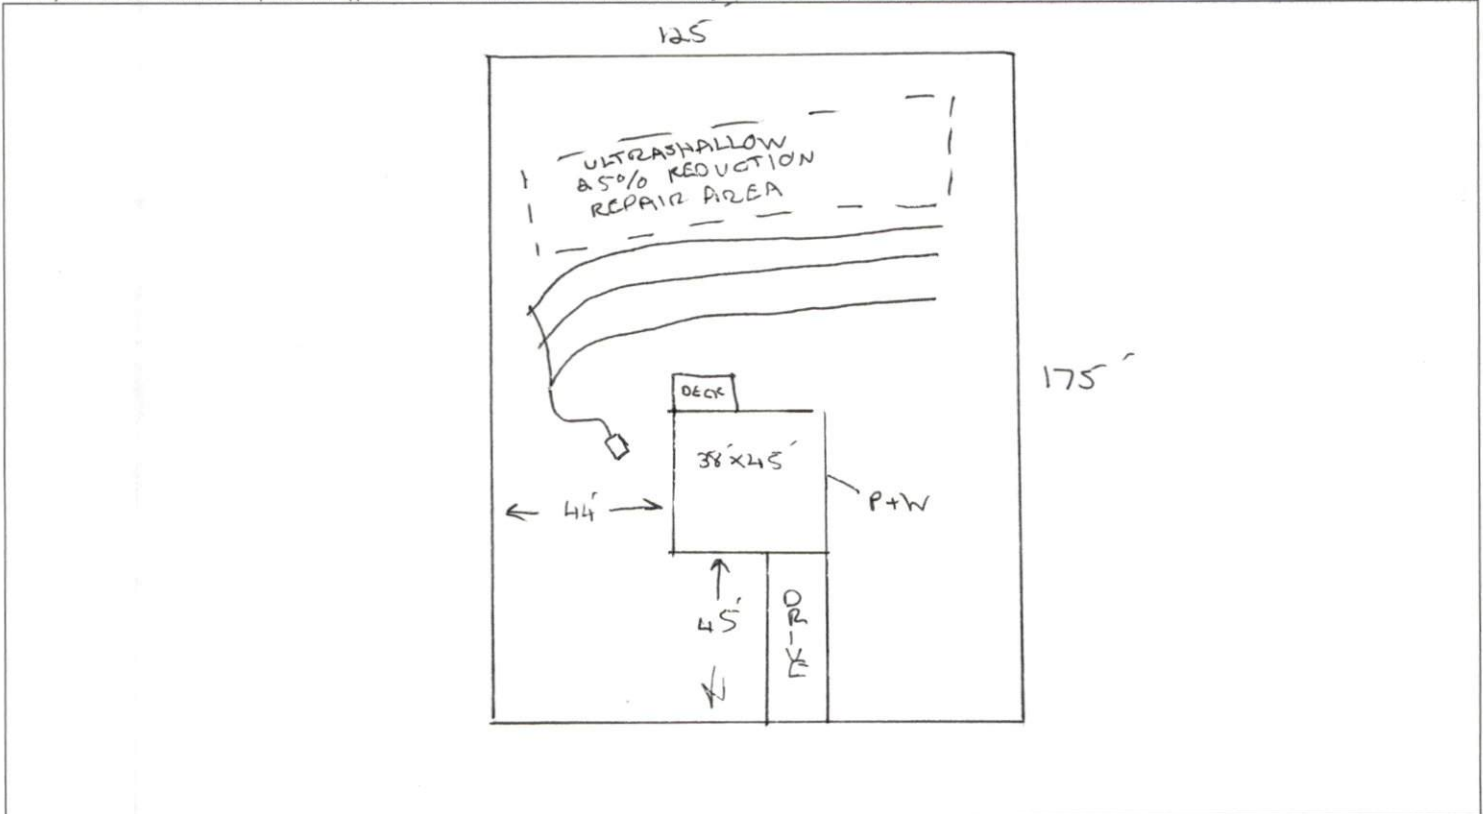 125'
ULTRASHALLOW
25% REDUCTION
REPAIR AREA
175'
DECK
38'x45'
44'
P+W
45'
DRIVE